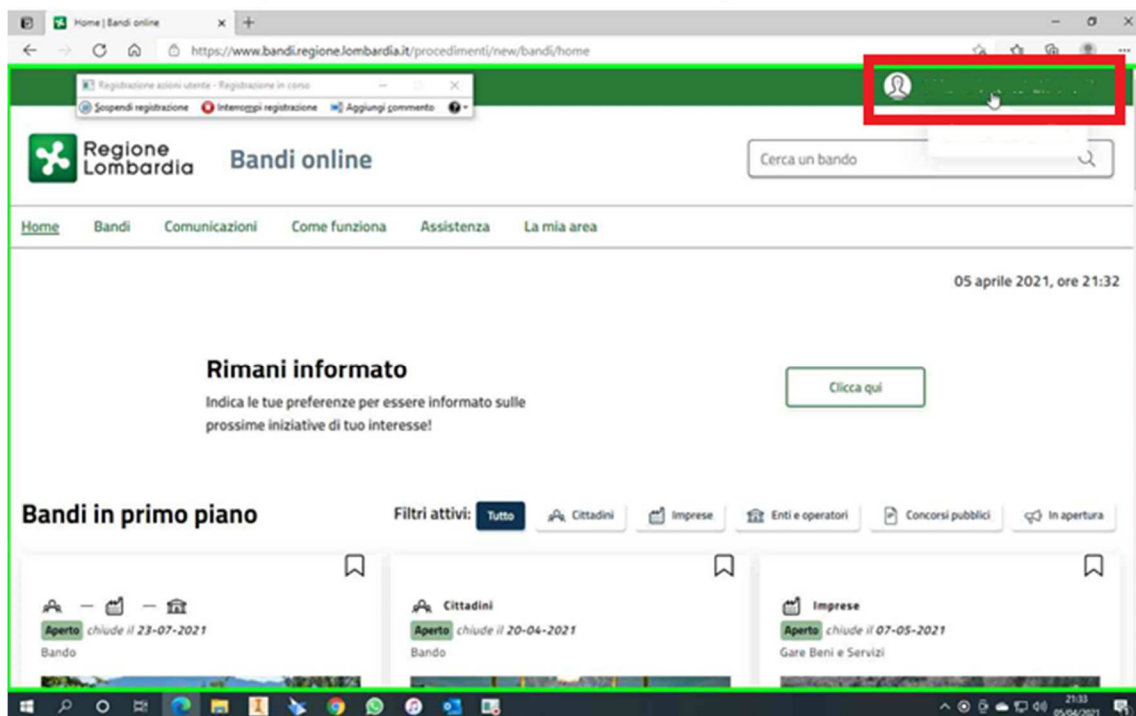 Home | Bandi online
https://www.bandi.regione.lombardia.it/procedimenti/new/bandi/home
Registrazione azioni utente - Registrazione in corso
Sospendi registrazione Interrompi registrazione Aggiungi commento
Regione
Lombardia
Bandi online
Cerca un bando
Home Bandi Comunicazioni Come funziona Assistenza La mia area
05 aprile 2021, ore 21:32
Rimani informato
Indica le tue preferenze per essere informato sulle
prossime iniziative di tuo interesse!
Clicca qui
Bandi in primo piano
Filtri attivi: Tutto Cittadini Imprese Enti e operatori Concorsi pubblici In apertura
Aperto chiude il 23-07-2021
Bando
Cittadini
Aperto chiude il 20-04-2021
Bando
Imprese
Aperto chiude il 07-05-2021
Gare Beni e Servizi
21:33
05/04/2021